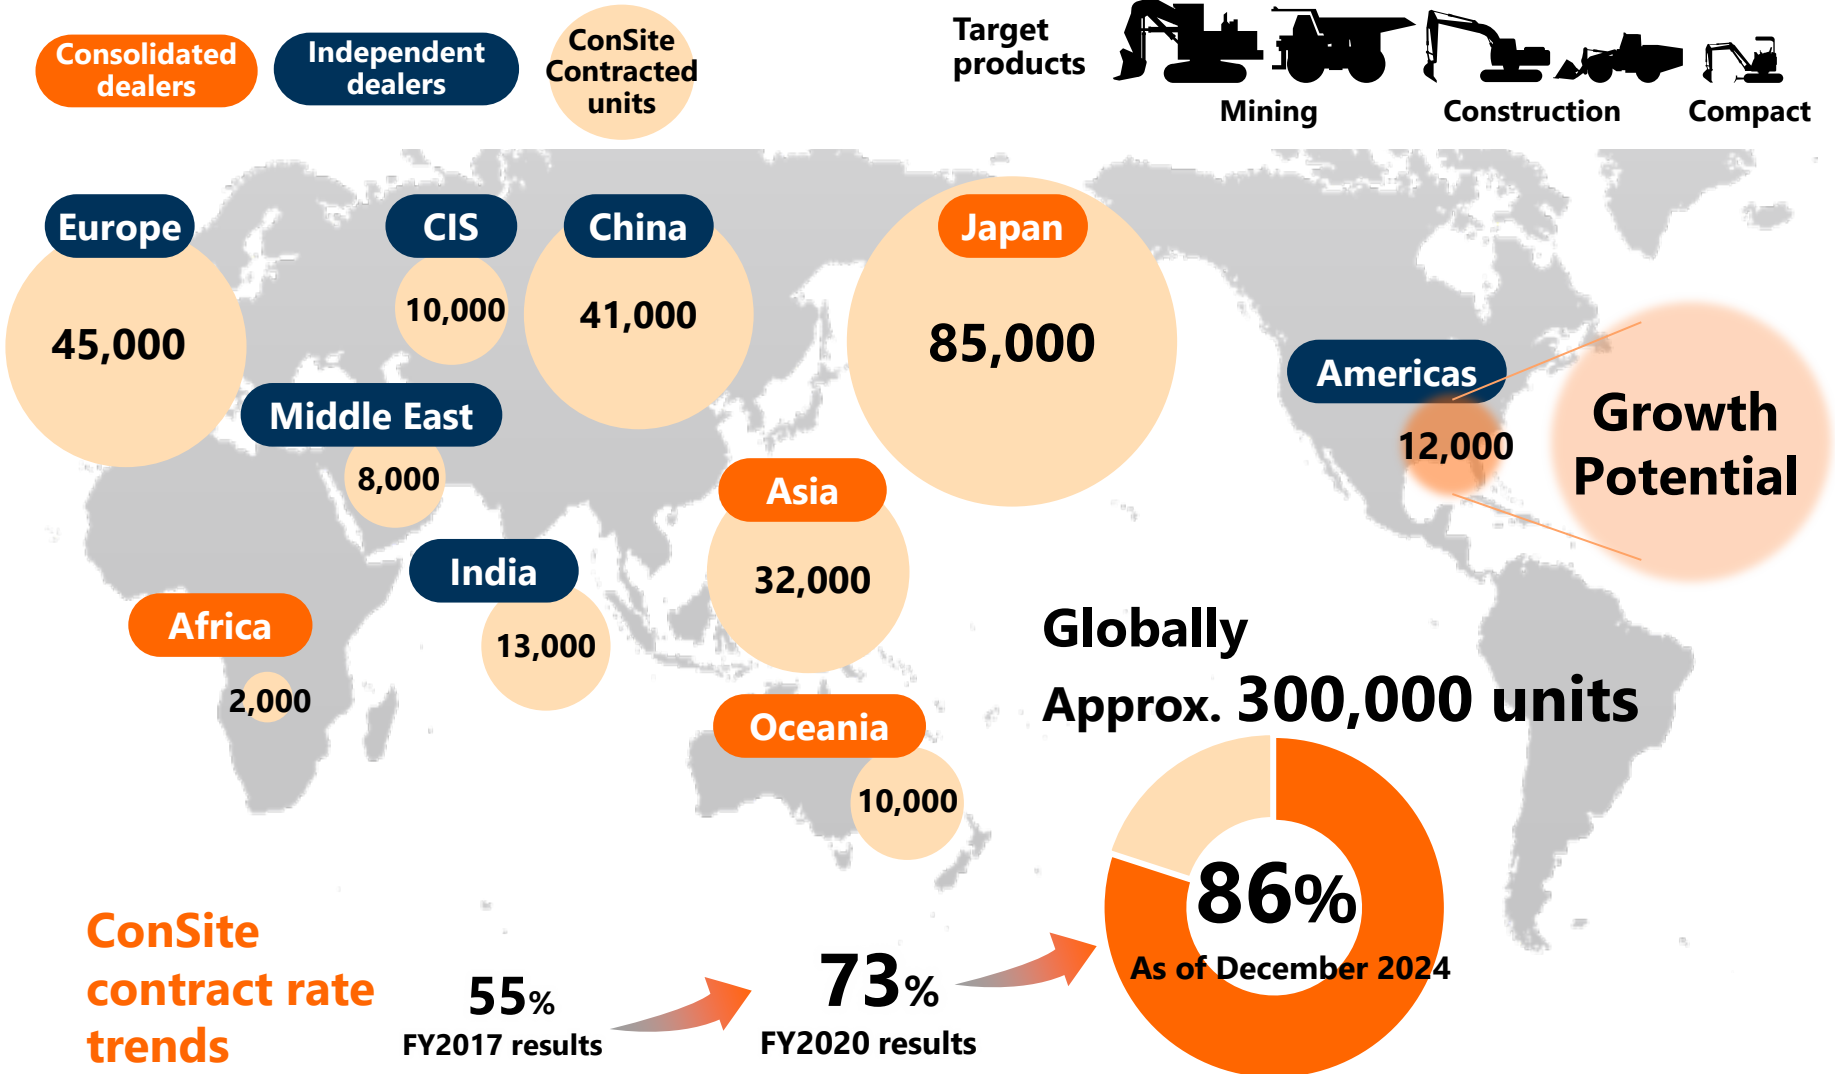 Consolidated
dealers
Independent
dealers
ConSite
Contracted
units
Target
products
Mining
Construction
Compact
Europe
45,000
CIS
10,000
China
41,000
Japan
85,000
Middle East
8,000
Americas
12,000
Growth
Potential
Asia
32,000
India
13,000
Africa
2,000
Oceania
10,000
Globally
Approx. 300,000 units
86%
As of December 2024
ConSite
contract rate
trends
55%
FY2017 results
73%
FY2020 results